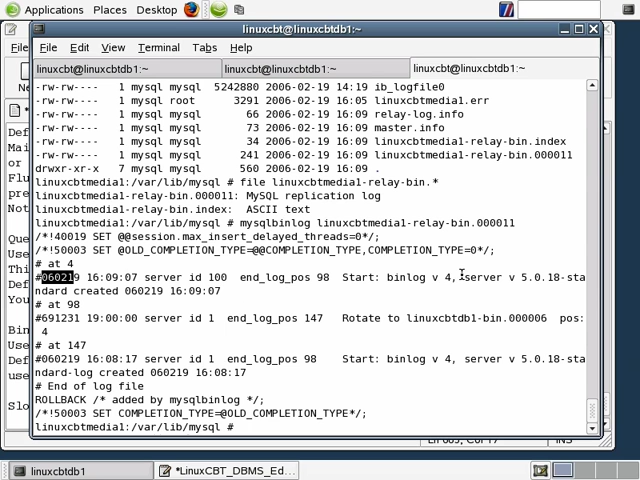 Applications Places Desktop
linuxcbt@linuxcbtdb1:~
File Edit View Terminal Tabs Help
linuxcbt@linuxcbtdb1:~ linuxcbt@linuxcbtdb1:~ linuxcbt@linuxcbtdb1:~
-rw-rw---- 1 mysql mysql 5242880 2006-02-19 14:19 ib_logfile0
-rw-rw---- 1 mysql root 3291 2006-02-19 16:05 linuxcbtmedia1.err
-rw-rw---- 1 mysql mysql 66 2006-02-19 16:09 relay-log.info
-rw-rw---- 1 mysql mysql 73 2006-02-19 16:09 master.info
-rw-rw---- 1 mysql mysql 34 2006-02-19 16:09 linuxcbtmedia1-relay-bin.index
-rw-rw---- 1 mysql mysql 241 2006-02-19 16:09 linuxcbtmedia1-relay-bin.000011
drwxr-xr-x 7 mysql mysql 560 2006-02-19 16:09 .
linuxcbtmedia1:/var/lib/mysql # file linuxcbtmedia1-relay-bin.*
linuxcbtmedia1-relay-bin.000011: MySQL replication log
linuxcbtmedia1-relay-bin.index: ASCII text
linuxcbtmedia1:/var/lib/mysql # mysqlbinlog linuxcbtmedia1-relay-bin.000011
/*!40019 SET @@session.max_insert_delayed_threads=0*/;
/*!50003 SET @OLD_COMPLETION_TYPE=@@COMPLETION_TYPE,COMPLETION_TYPE=0*/;
# at 4
#060219 16:09:07 server id 100 end_log_pos 98 Start: binlog v 4, server v 5.0.18-sta
ndard created 060219 16:09:07
# at 98
#691231 19:00:00 server id 1 end_log_pos 147 Rotate to linuxcbtdb1-bin.000006 pos:
4
# at 147
#060219 16:08:17 server id 1 end_log_pos 98 Start: binlog v 4, server v 5.0.18-sta
ndard-log created 060219 16:08:17
# End of log file
ROLLBACK /* added by mysqlbinlog */;
/*!50003 SET COMPLETION_TYPE=@OLD_COMPLETION_TYPE*/;
linuxcbtmedia1:/var/lib/mysql #
linuxcbtdb1 *LinuxCBT_DBMS_Ed...